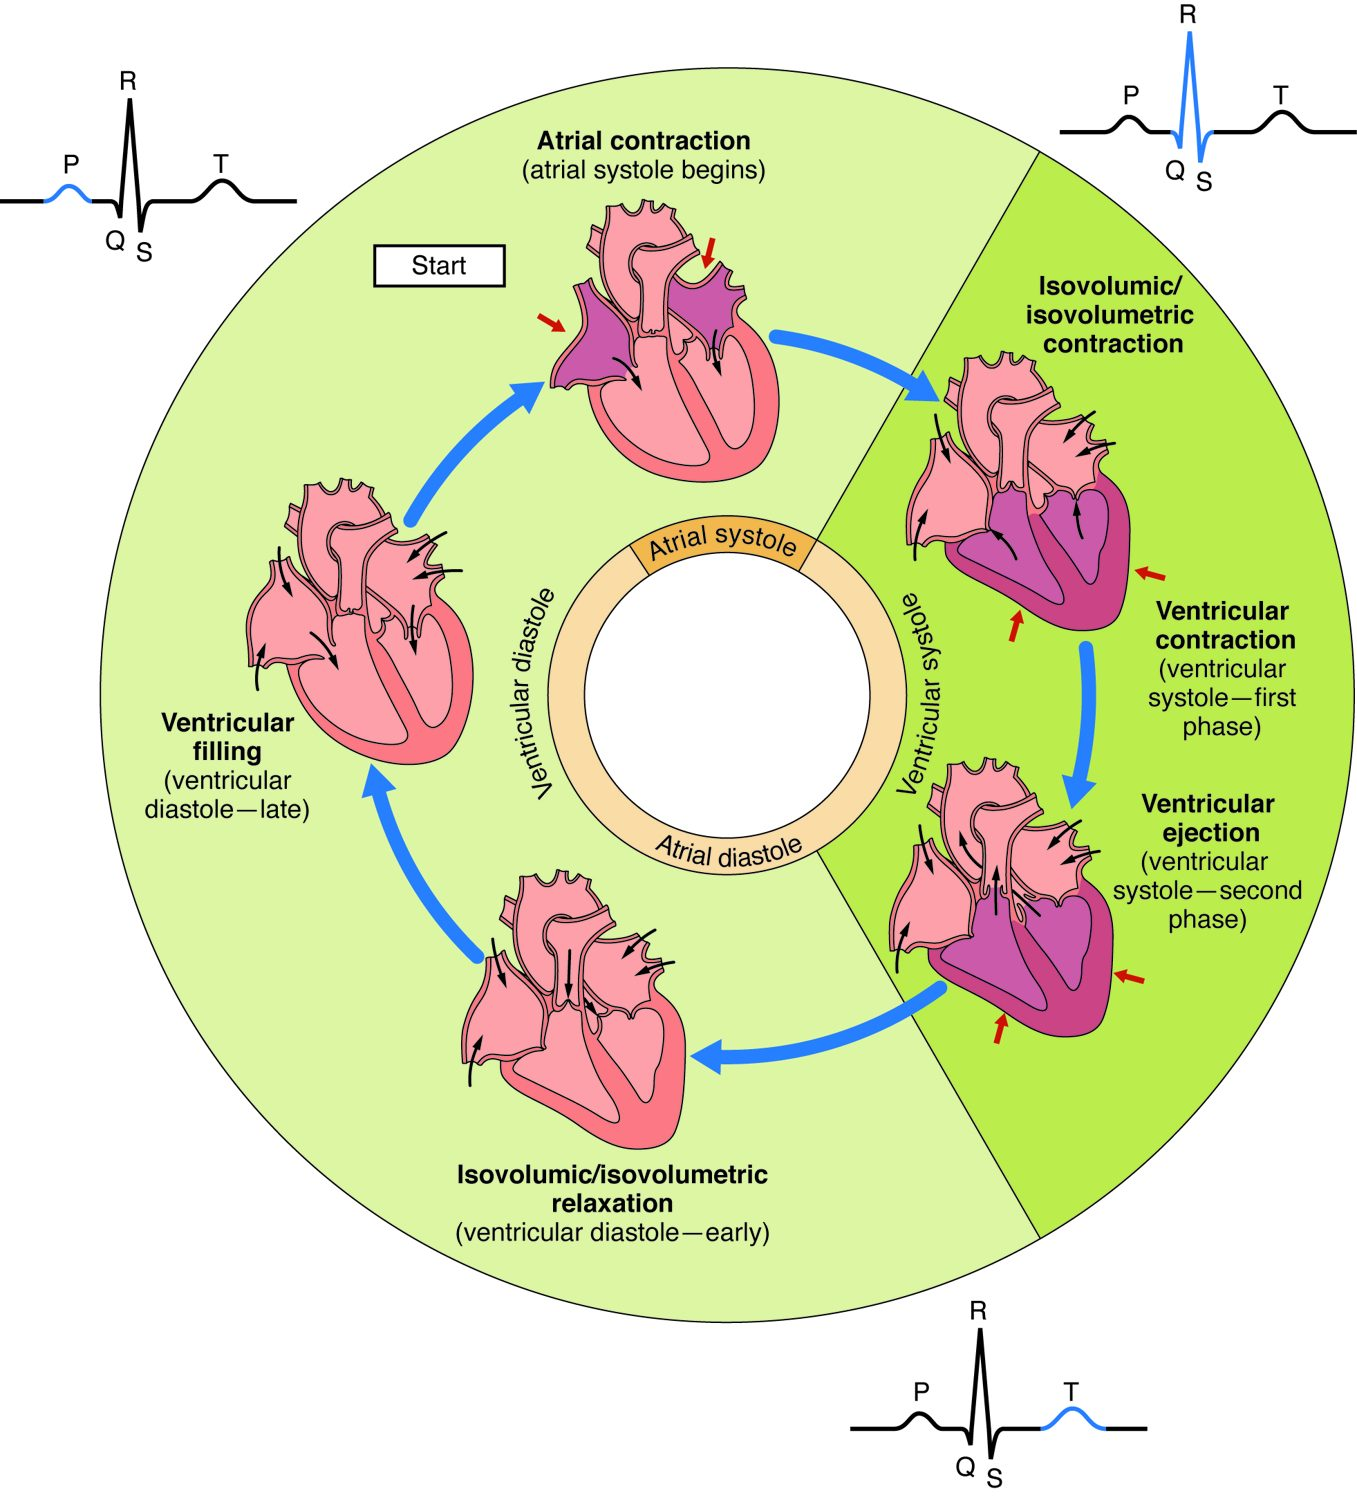 R
P
T
Q
S
R
P
T
Q
S
Atrial contraction
(atrial systole begins)
Start
Isovolumic/
isovolumetric
contraction
Atrial systole
Ventricular diastole
Ventricular systole
Atrial diastole
Ventricular
contraction
(ventricular
systole—first
phase)
Ventricular
filling
(ventricular
diastole—late)
Ventricular
ejection
(ventricular
systole—second
phase)
Isovolumic/isovolumetric
relaxation
(ventricular diastole—early)
R
P
T
Q
S